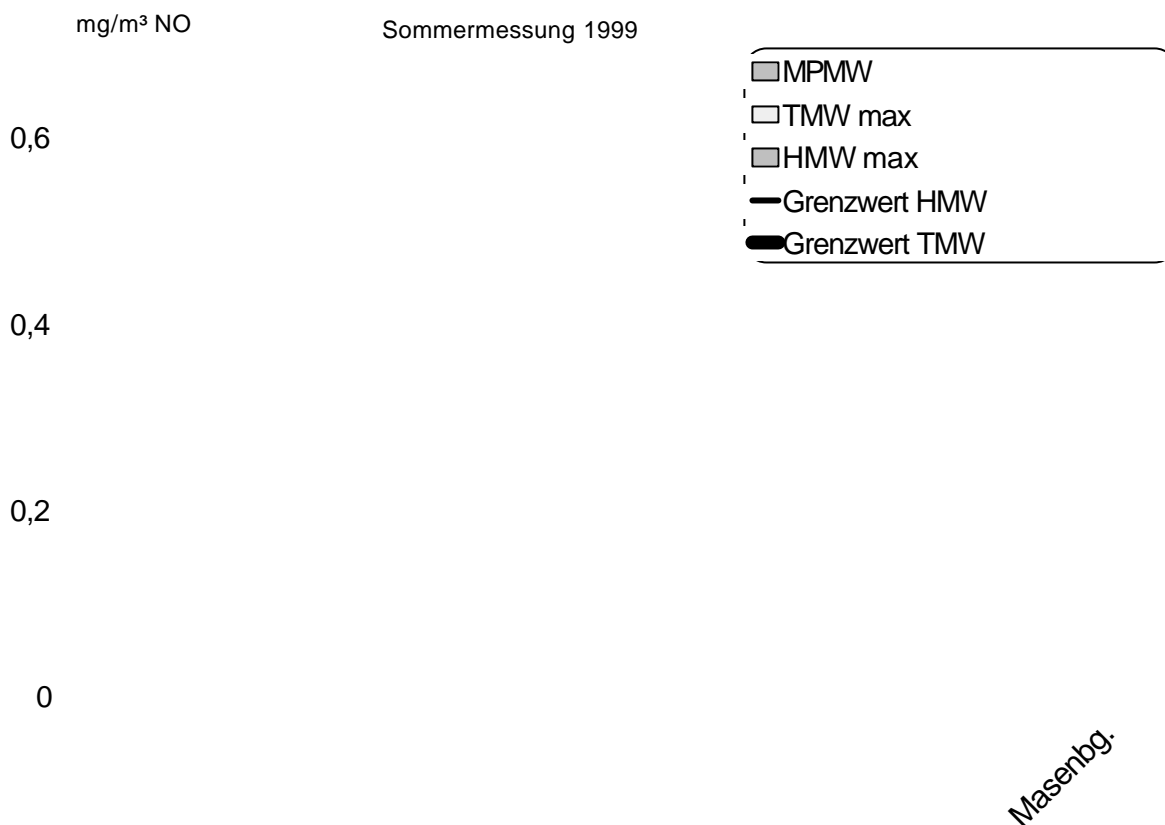 mg/m³ NO
Sommermessung 1999
MPMW
TMW max
HMW max
Grenzwert HMW
Grenzwert TMW
0,6
0,4
0,2
0
Masenbg.